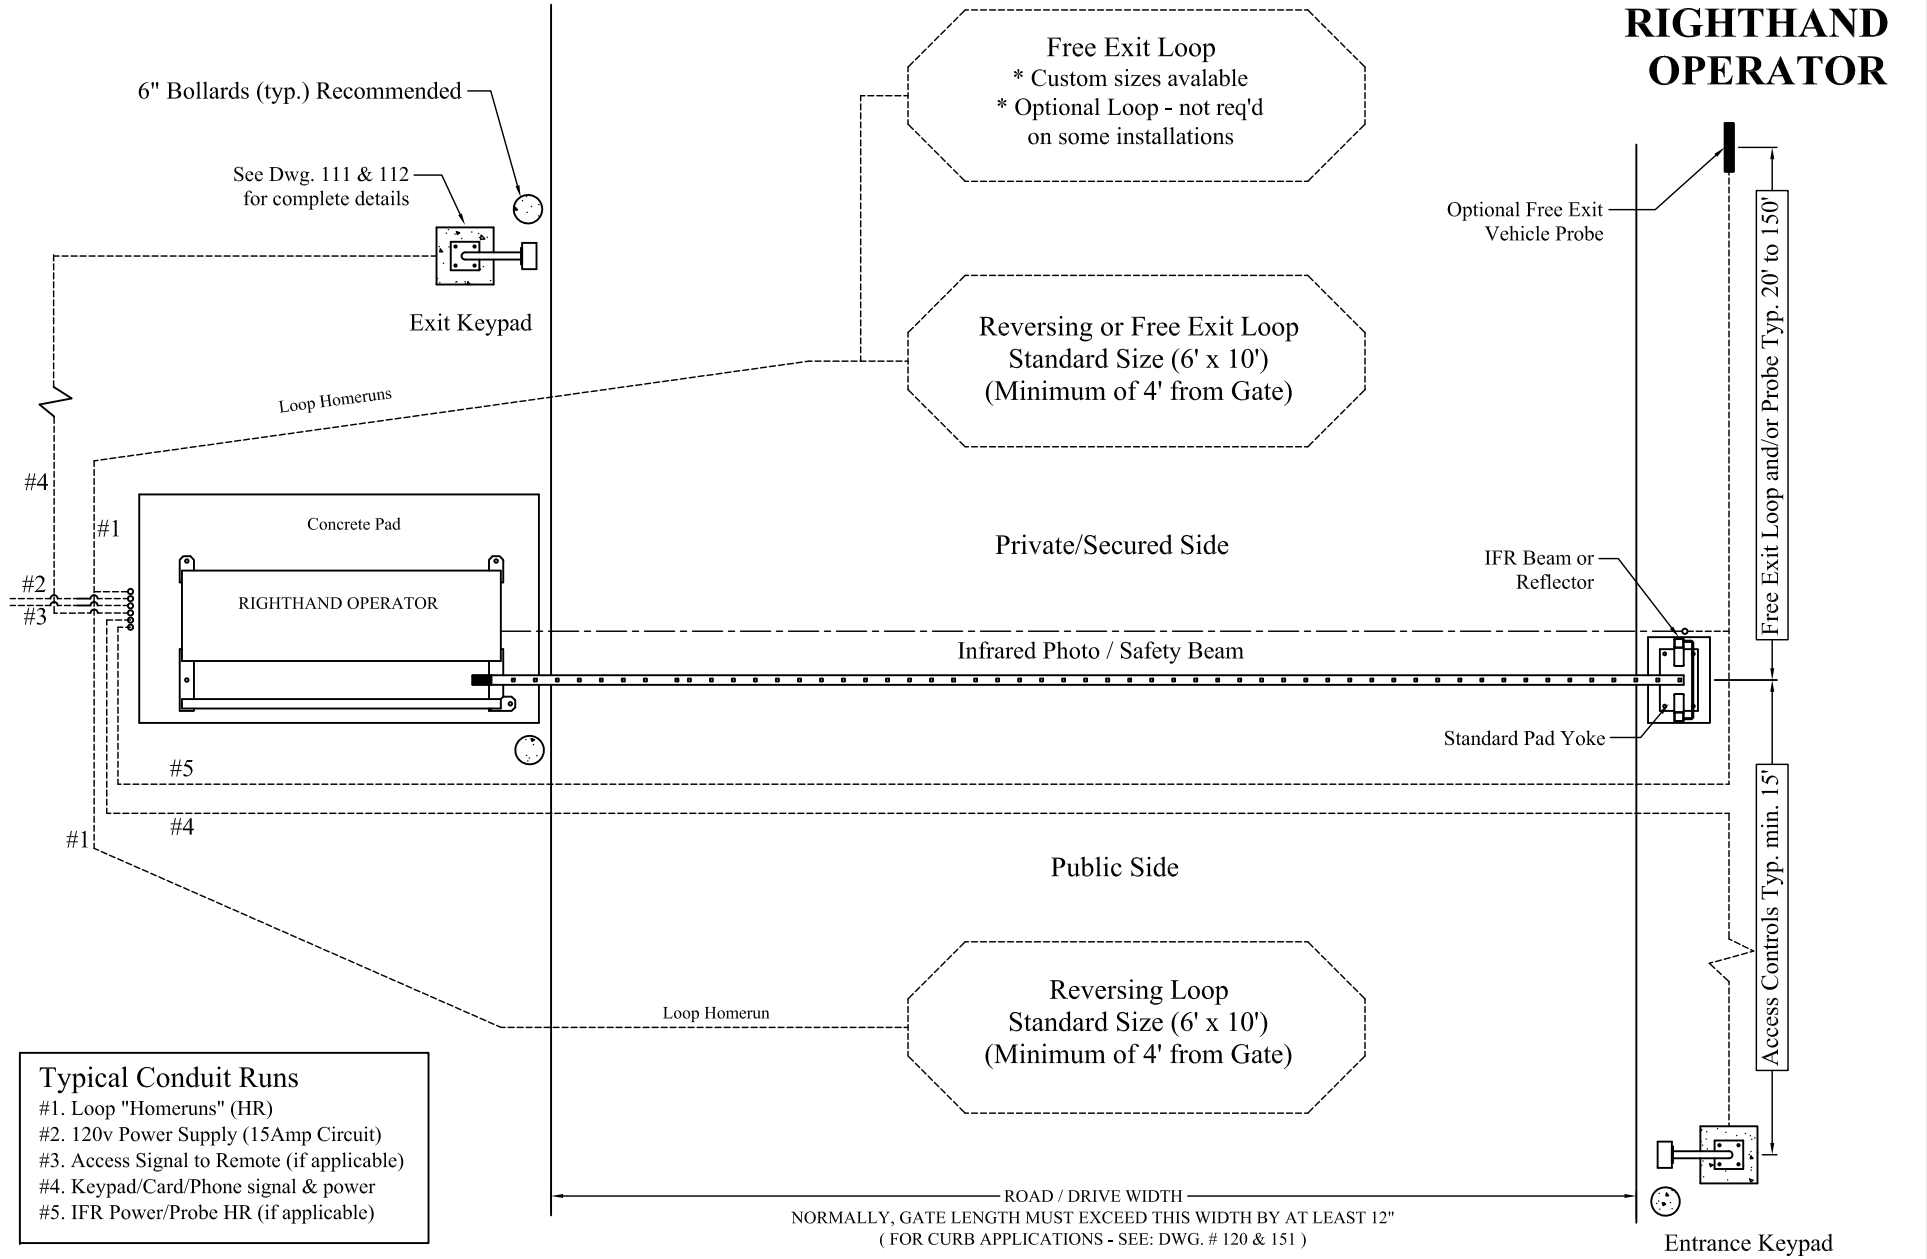 RIGHTHAND
OPERATOR
Free Exit Loop
* Custom sizes avalable
* Optional Loop - not req'd
on some installations
6" Bollards (typ.) Recommended
See Dwg. 111 & 112
for complete details
Exit Keypad
Optional Free Exit
Vehicle Probe
Free Exit Loop and/or Probe Typ. 20' to 150'
Reversing or Free Exit Loop
Standard Size (6' x 10')
(Minimum of 4' from Gate)
Loop Homeruns
#4
#1
#2
#3
Concrete Pad
RIGHTHAND OPERATOR
Private/Secured Side
IFR Beam or
Reflector
Infrared Photo / Safety Beam
Standard Pad Yoke
#5
#4
#1
Public Side
Access Controls Typ. min. 15'
Reversing Loop
Standard Size (6' x 10')
(Minimum of 4' from Gate)
Loop Homerun
Typical Conduit Runs
#1. Loop "Homeruns" (HR)
#2. 120v Power Supply (15Amp Circuit)
#3. Access Signal to Remote (if applicable)
#4. Keypad/Card/Phone signal & power
#5. IFR Power/Probe HR (if applicable)
ROAD / DRIVE WIDTH
NORMALLY, GATE LENGTH MUST EXCEED THIS WIDTH BY AT LEAST 12"
( FOR CURB APPLICATIONS - SEE: DWG. # 120 & 151 )
Entrance Keypad